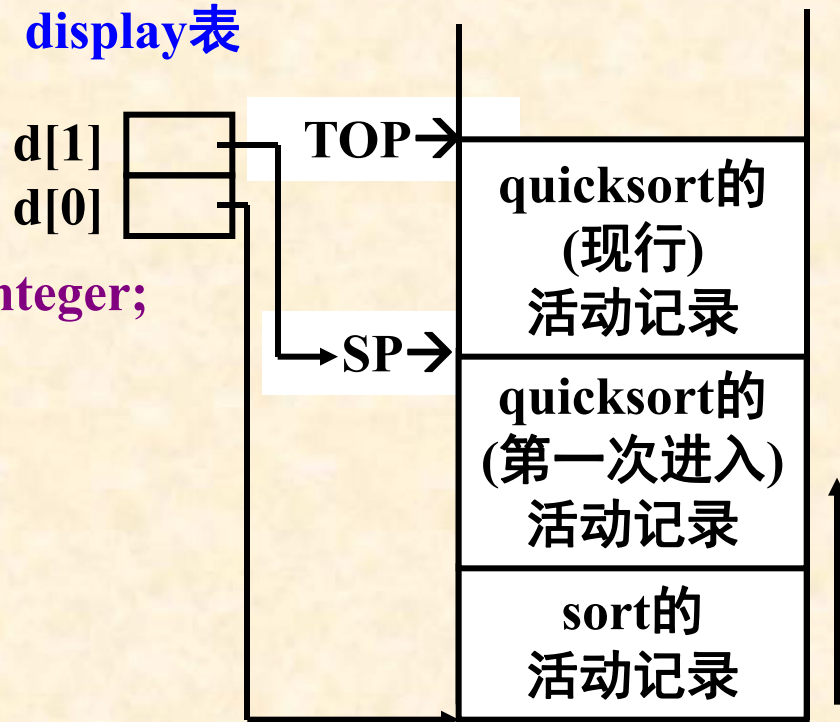 display表
d[1]
TOP→
d[0]
quicksort的
(现行)
活动记录
nteger;
SP→
quicksort的
(第一次进入)
活动记录
sort的
活动记录